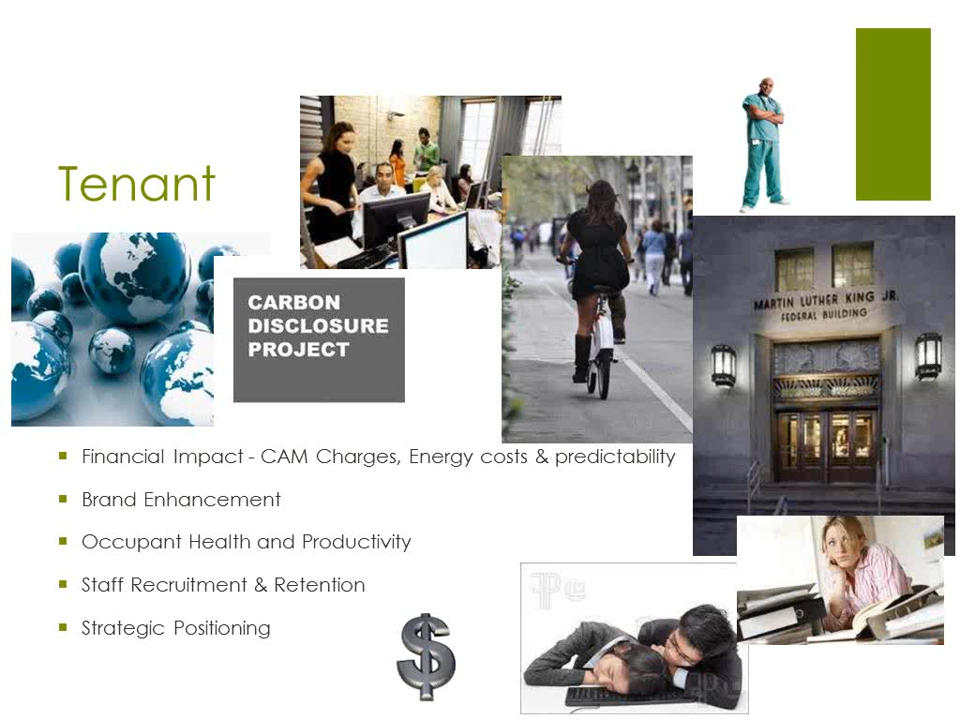 Tenant
CARBON
DISCLOSURE
PROJECT
MARTIN LUTHER KING JR.
FEDERAL BUILDING
Financial Impact - CAM Charges, Energy costs & predictability
Brand Enhancement
Occupant Health and Productivity
Staff Recruitment & Retention
Strategic Positioning
$